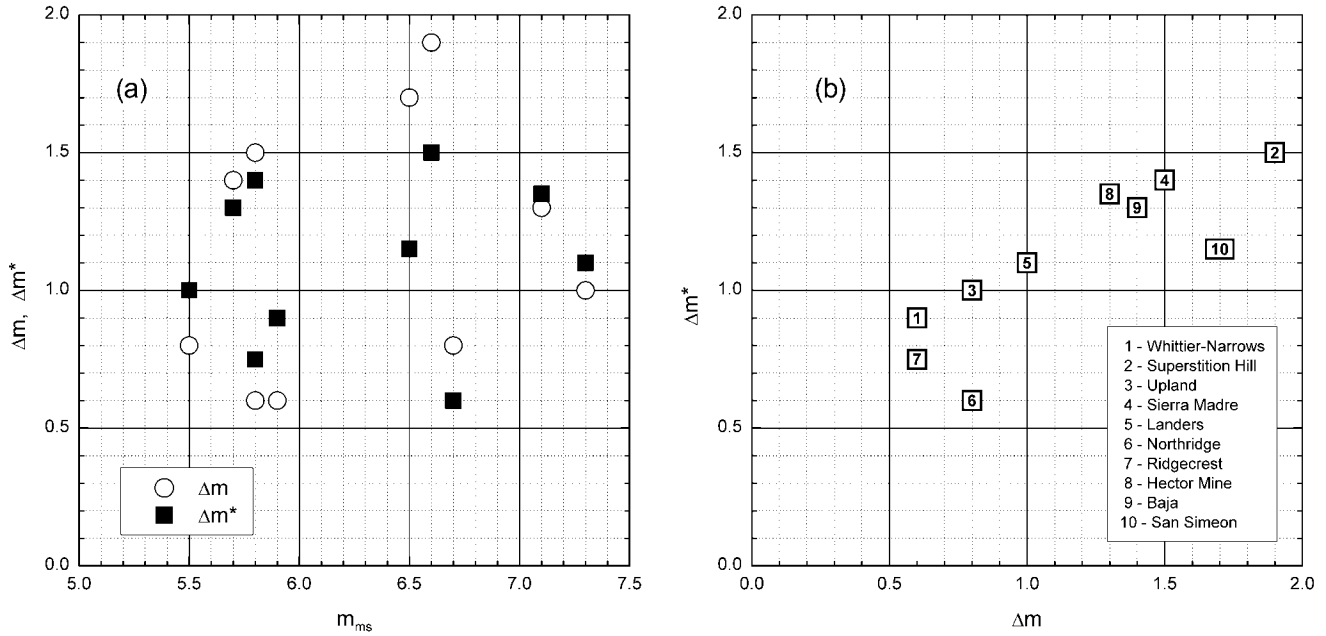 (a)
2.0
1.5
1.0
0.5
0.0
Δm, Δm*
5.0 5.5 6.0 6.5 7.0 7.5
m_ms
Δm
Δm*
(b)
2.0
1.5
1.0
0.5
0.0
Δm*
2
4
8
9
10
5
3
1
7
6
1 - Whittier-Narrows
2 - Superstition Hill
3 - Upland
4 - Sierra Madre
5 - Landers
6 - Northridge
7 - Ridgecrest
8 - Hector Mine
9 - Baja
10 - San Simeon
0.0 0.5 1.0 1.5 2.0
Δm